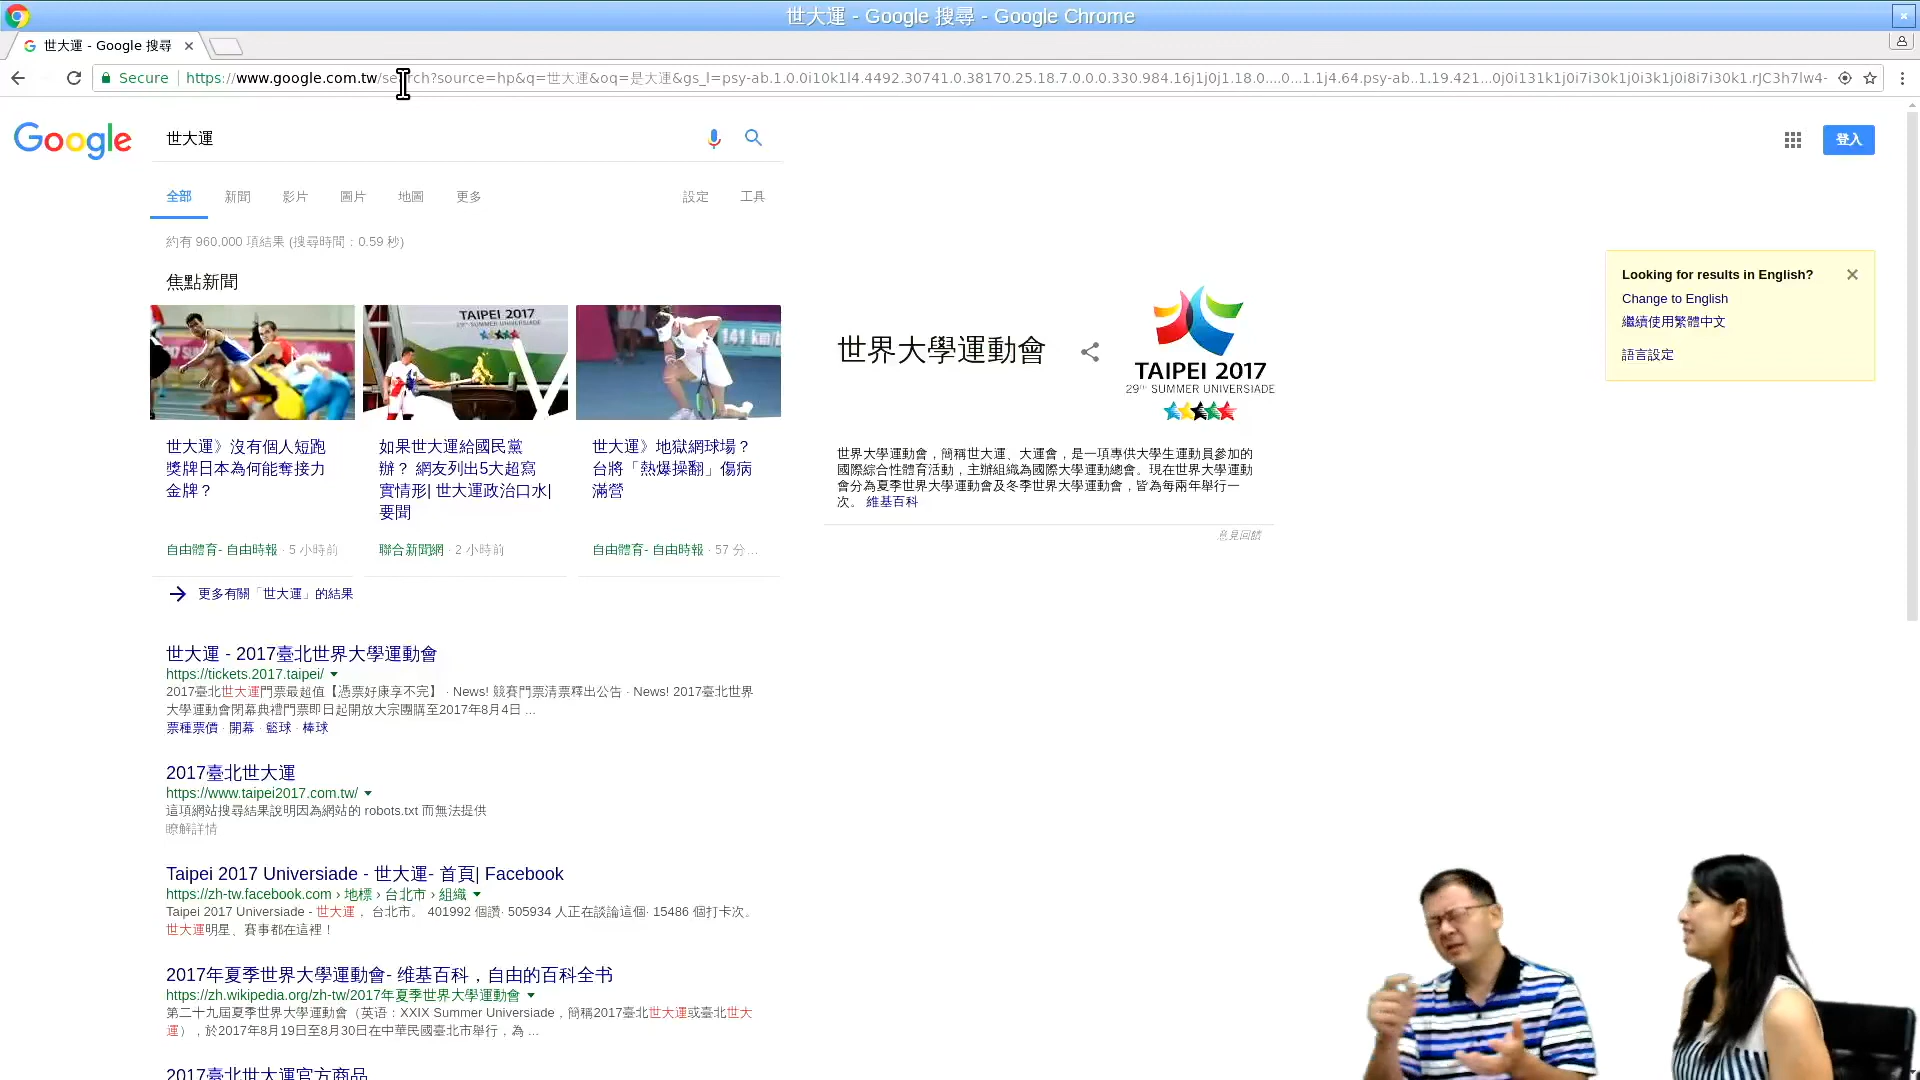 世大運 - Google 搜尋 - Google Chrome
世大運 - Google 搜尋
Secure
https://www.google.com.tw/search?source=hp&q=世大運&oq=是大運&gs_l=psy-ab.1.0.0i10k1l4.4492.30741.0.38170.25.18.7.0.0.0.330.984.16j1j0j1.18.0....0...1.1j4.64.psy-ab..1.19.421...0j0i131k1j0i7i30k1j0i3k1j0i8i7i30k1.rJC3h7lw4-
Google
世大運
登入
全部 新聞 影片 圖片 地圖 更多 設定 工具
約有 960,000 項結果 (搜尋時間：0.59 秒)
Looking for results in English?
Change to English
繼續使用繁體中文
語言設定
焦點新聞
TAIPEI 2017
29TH SUMMER UNIVERSIADE
141 km/h
世大運》沒有個人短跑
獎牌日本為何能奪接力
金牌？
自由體育- 自由時報 · 5 小時前
如果世大運給國民黨
辦？ 網友列出5大超寫
實情形| 世大運政治口水|
要聞
聯合新聞網 · 2 小時前
世大運》地獄網球場？
台將「熱爆操翻」傷病
滿營
自由體育- 自由時報 · 57 分...
更多有關「世大運」的結果
世界大學運動會
TAIPEI 2017
29TH SUMMER UNIVERSIADE
世界大學運動會，簡稱世大運、大運會，是一項專供大學生運動員參加的
國際綜合性體育活動，主辦組織為國際大學運動總會。現在世界大學運動
會分為夏季世界大學運動會及冬季世界大學運動會，皆為每兩年舉行一
次。 維基百科
意見回饋
世大運 - 2017臺北世界大學運動會
https://tickets.2017.taipei/
2017臺北世大運門票最超值【憑票好康享不完】 · News! 競賽門票清票釋出公告 · News! 2017臺北世界
大學運動會閉幕典禮門票即日起開放大宗團購至2017年8月4日 ...
票種票價 · 開幕 · 籃球 · 棒球
2017臺北世大運
https://www.taipei2017.com.tw/
這項網站搜尋結果說明因為網站的 robots.txt 而無法提供
瞭解詳情
Taipei 2017 Universiade - 世大運- 首頁| Facebook
https://zh-tw.facebook.com › 地標 › 台北市 › 組織
Taipei 2017 Universiade - 世大運， 台北市。 401992 個讚· 505934 人正在談論這個· 15486 個打卡次。
世大運明星、賽事都在這裡！
2017年夏季世界大學運動會- 维基百科，自由的百科全书
https://zh.wikipedia.org/zh-tw/2017年夏季世界大學運動會
第二十九屆夏季世界大學運動會（英语：XXIX Summer Universiade，簡稱2017臺北世大運或臺北世大
運），於2017年8月19日至8月30日在中華民國臺北市舉行，為 ...
2017臺北世大運官方商品